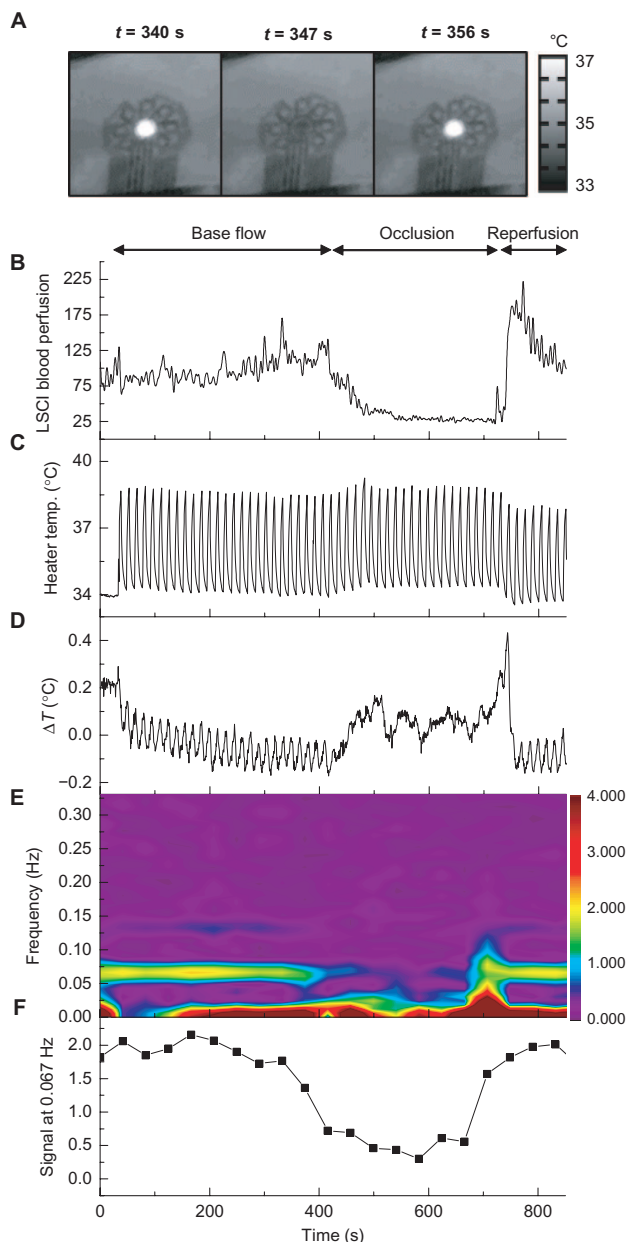 A
t = 340 s t = 347 s t = 356 s
°C
37
35
33
Base flow Occlusion Reperfusion
B
LSCI blood perfusion
225
175
125
75
25
C
Heater temp. (°C)
40
37
34
D
ΔT (°C)
0.4
0.2
0.0
−0.2
E
Frequency (Hz)
0.30
0.25
0.20
0.15
0.10
0.05
0.00
4.000
3.000
2.000
1.000
0.000
F
Signal at 0.067 Hz
2.0
1.5
1.0
0.5
0.0
0 200 400 600 800
Time (s)